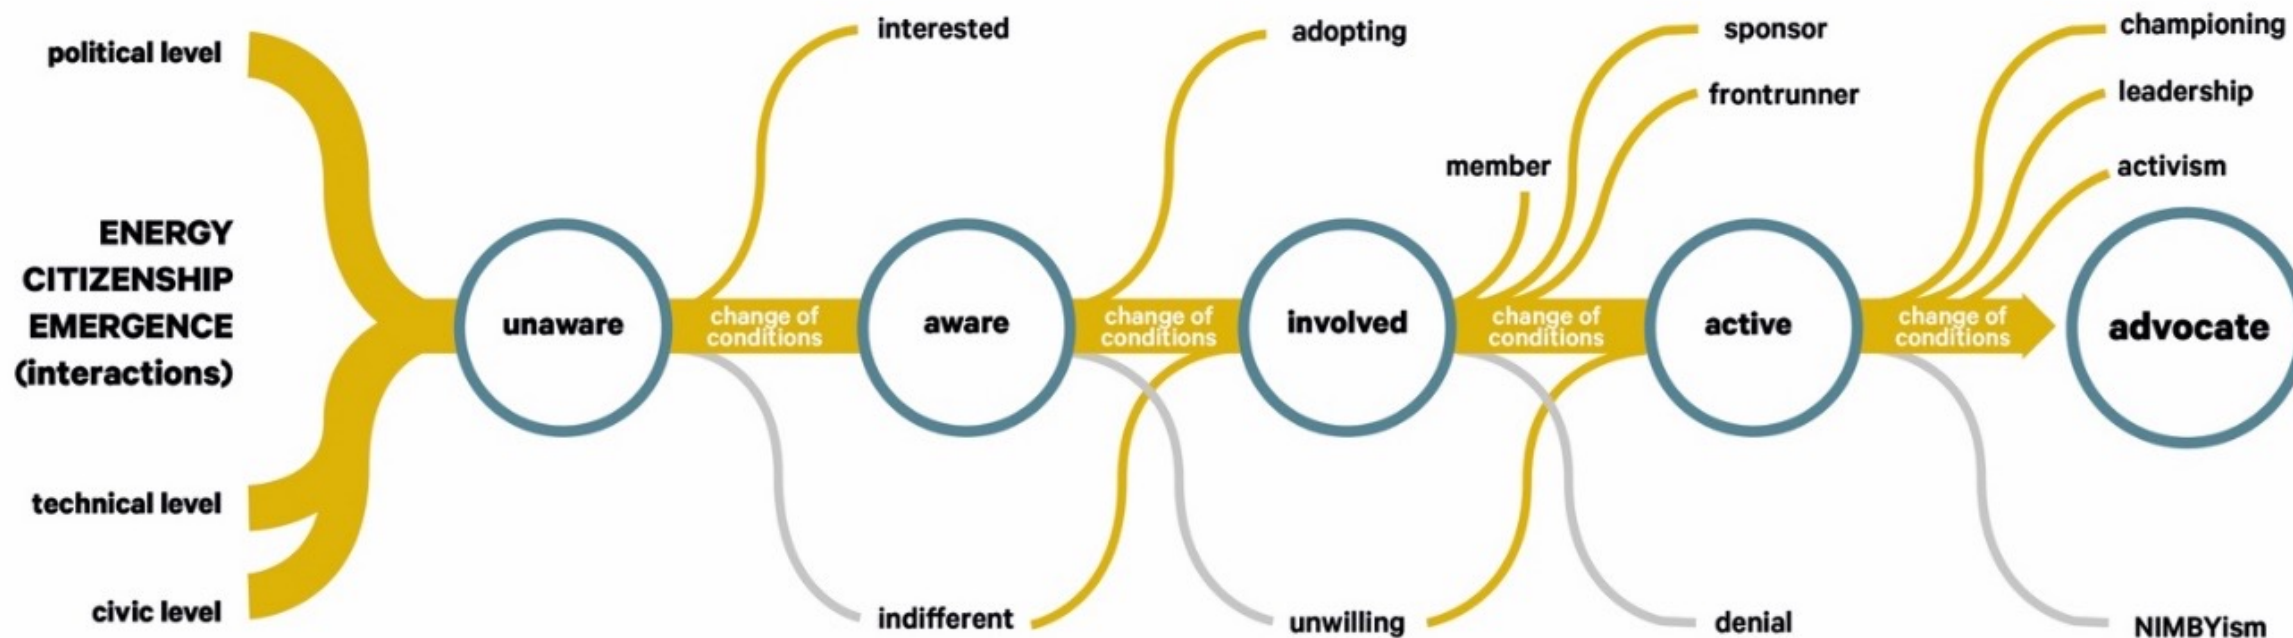 political level
ENERGY
CITIZENSHIP
EMERGENCE
(interactions)
technical level
civic level
unaware
interested
change of
conditions
indifferent
aware
adopting
change of
conditions
unwilling
involved
member
sponsor
frontrunner
change of
conditions
denial
active
championing
leadership
activism
change of
conditions
NIMBYism
advocate